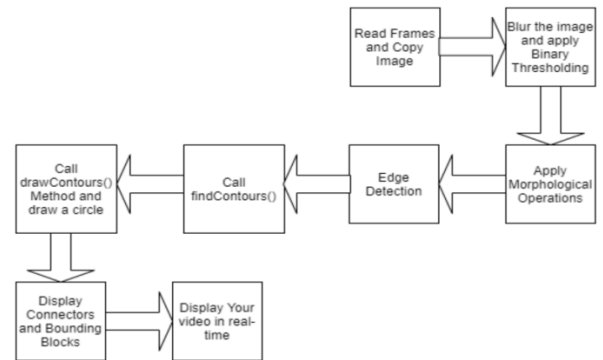 Read Frames
and Copy
Image
Blur the image
and apply
Binary
Thresholding
Apply
Morphological
Operations
Edge
Detection
Call
findContours()
Call
drawContours()
Method and
draw a circle
Display
Connectors
and Bounding
Blocks
Display Your
video in real-
time